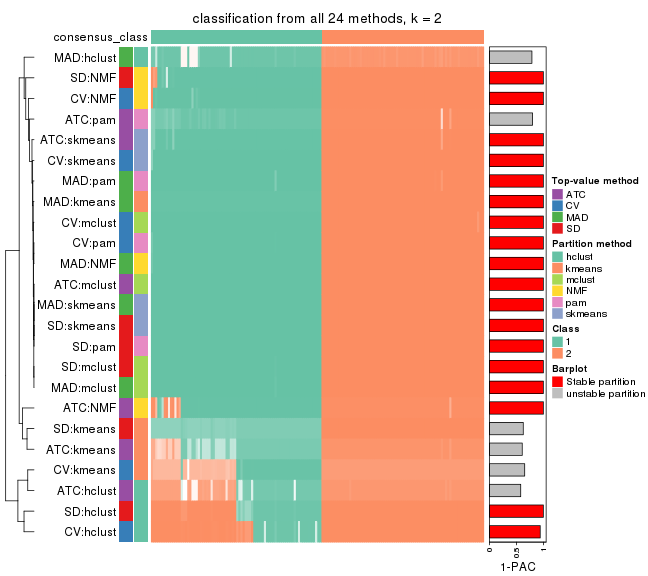 classification from all 24 methods, k = 2
consensus_class
MAD:hclust
SD:NMF
CV:NMF
ATC:pam
ATC:skmeans
CV:skmeans
MAD:pam
MAD:kmeans
CV:mclust
CV:pam
MAD:NMF
ATC:mclust
MAD:skmeans
SD:skmeans
SD:pam
SD:mclust
MAD:mclust
ATC:NMF
SD:kmeans
ATC:kmeans
CV:kmeans
ATC:hclust
SD:hclust
CV:hclust
0
0.5
1
1-PAC
Top-value method
ATC
CV
MAD
SD
Partition method
hclust
kmeans
mclust
NMF
pam
skmeans
Class
1
2
Barplot
Stable partition
unstable partition